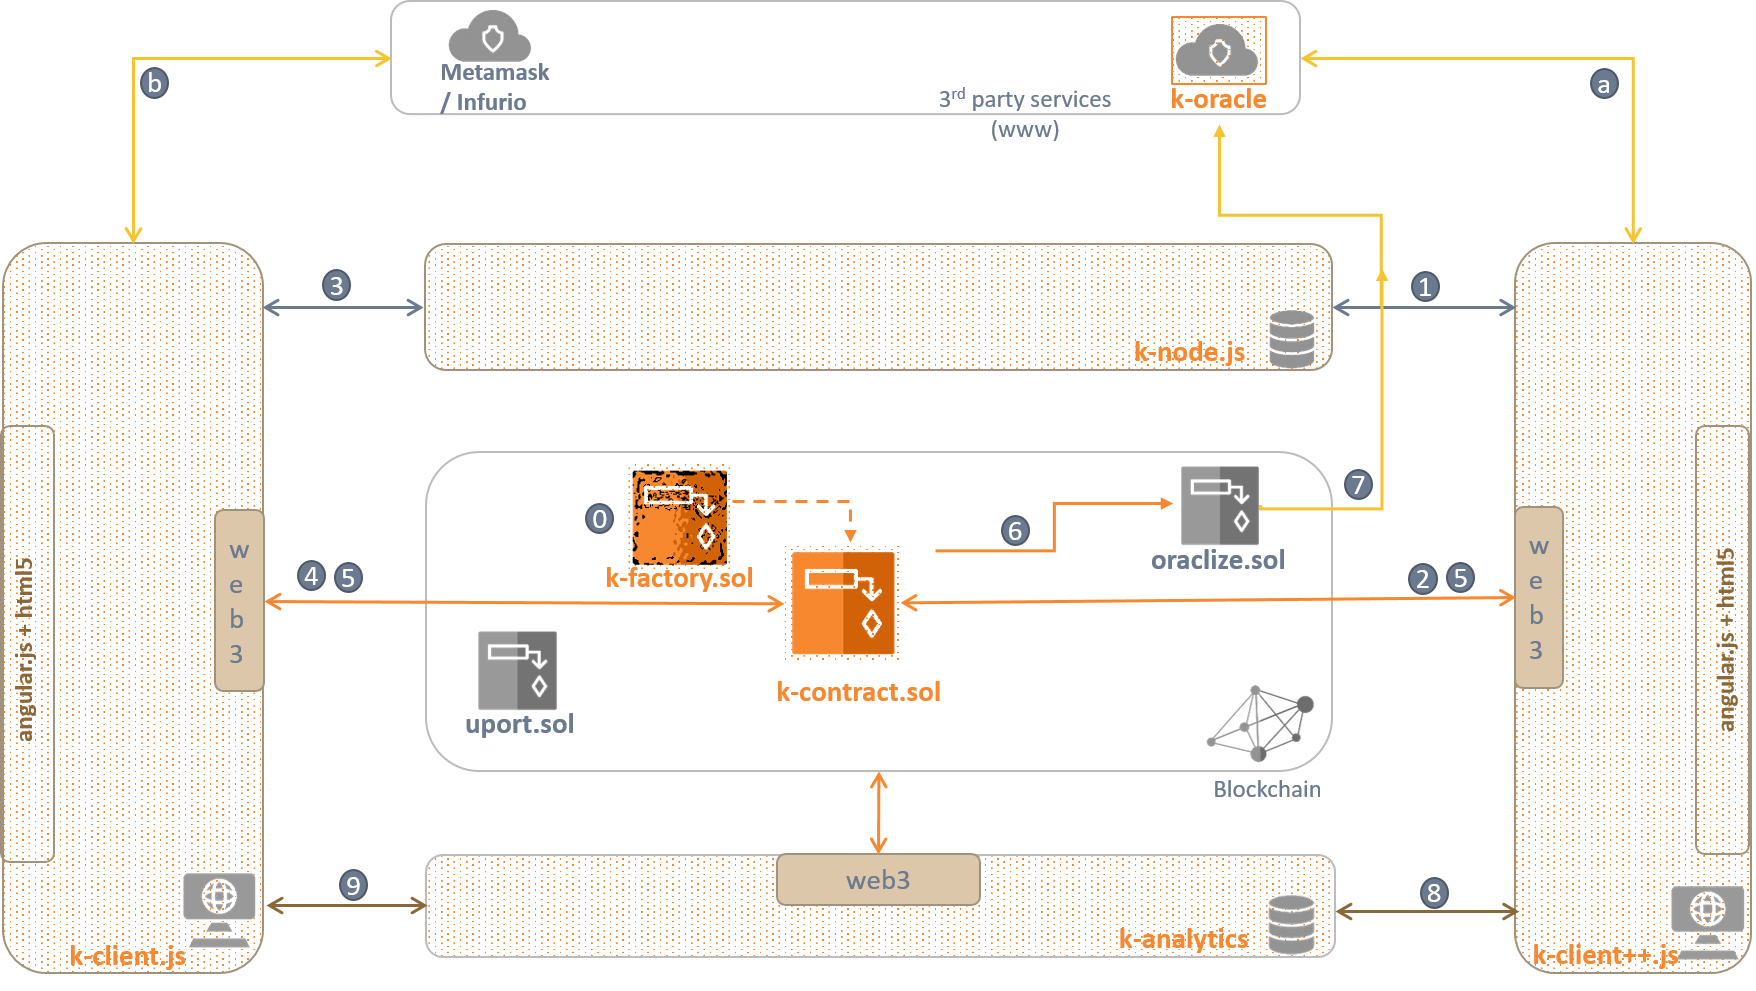 Metamask
/ Infurio
3rd party services
(www)
k-oracle
b
a
3
1
k-node.js
0
k-factory.sol
6
oraclize.sol
7
4 5
2 5
w
e
b
3
w
e
b
3
angular.js + html5
angular.js + html5
k-contract.sol
uport.sol
Blockchain
web3
9
8
k-analytics
k-client.js
k-client++.js